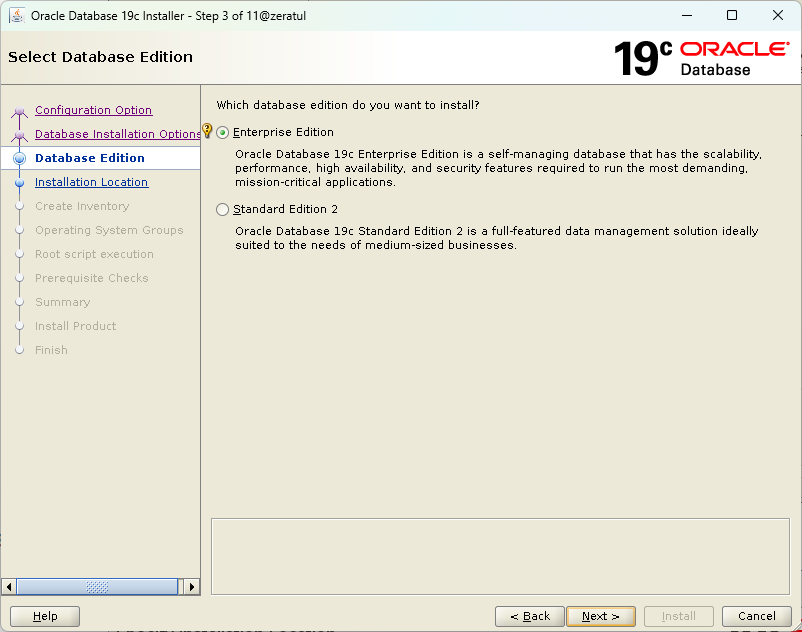 Oracle Database 19c Installer - Step 3 of 11@zeratul
Select Database Edition
19c ORACLE
Database
Configuration Option
Database Installation Options
Database Edition
Installation Location
Create Inventory
Operating System Groups
Root script execution
Prerequisite Checks
Summary
Install Product
Finish
Which database edition do you want to install?
Enterprise Edition
Oracle Database 19c Enterprise Edition is a self-managing database that has the scalability,
performance, high availability, and security features required to run the most demanding,
mission-critical applications.
Standard Edition 2
Oracle Database 19c Standard Edition 2 is a full-featured data management solution ideally
suited to the needs of medium-sized businesses.
Help
< Back
Next >
Install
Cancel